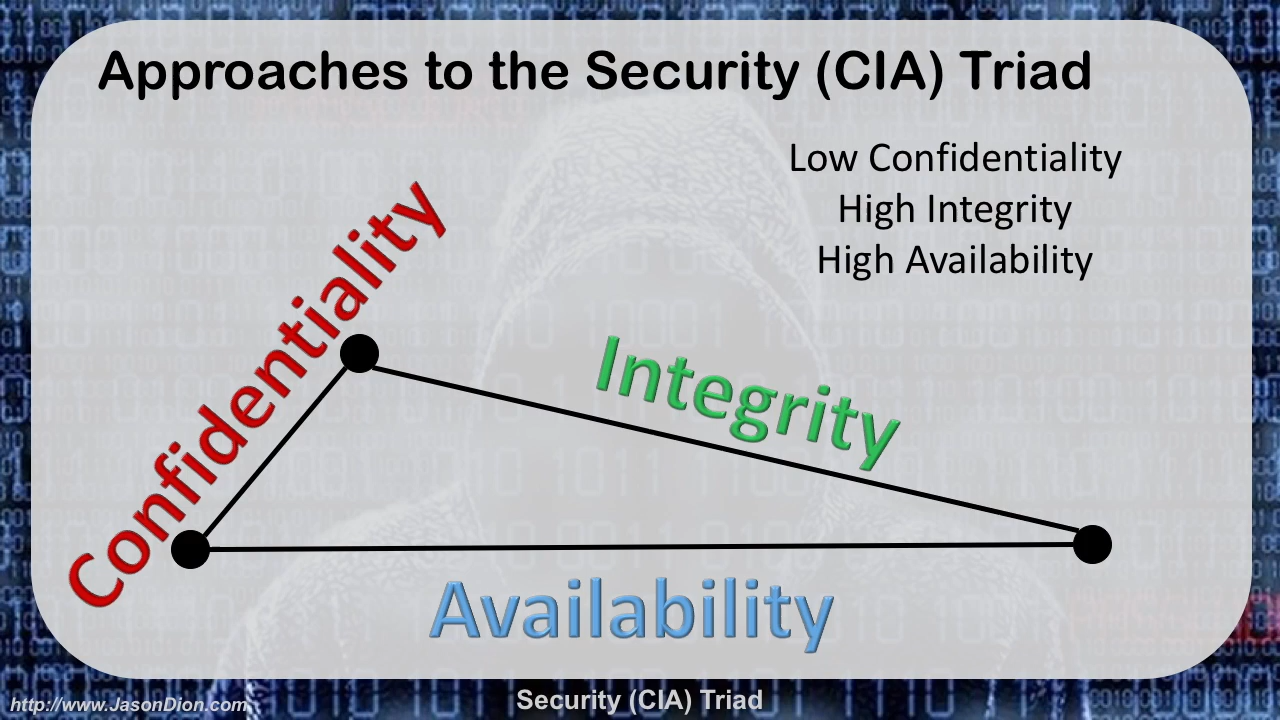 Approaches to the Security (CIA) Triad
Low Confidentiality
High Integrity
High Availability
Confidentiality
Integrity
Availability
http://www.JasonDion.com
Security (CIA) Triad